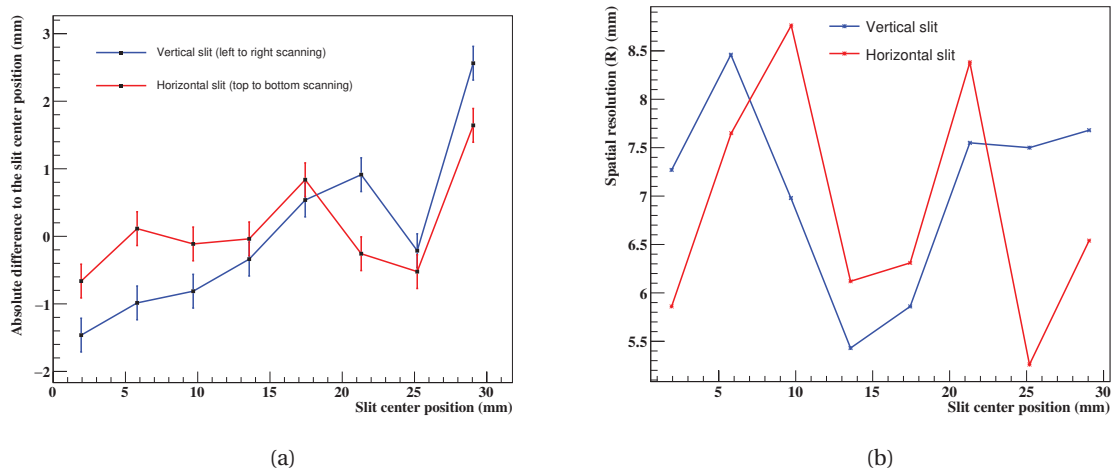 Absolute difference to the slit center position (mm)
3
2
1
0
−1
−2
Vertical slit (left to right scanning)
Horizontal slit (top to bottom scanning)
0 5 10 15 20 25 30
Slit center position (mm)
(a)
Spatial resolution (R) (mm)
8.5
8
7.5
7
6.5
6
5.5
Vertical slit
Horizontal slit
5 10 15 20 25 30
Slit center position (mm)
(b)